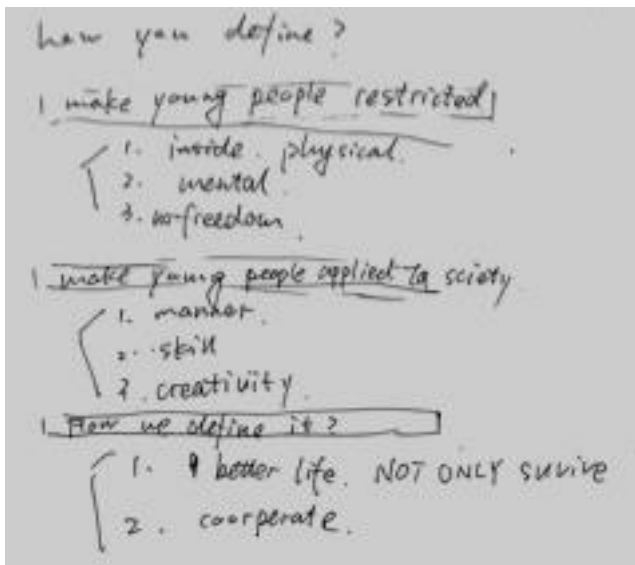 how you define?
1 make young people restricted
1. inside. physical.
2. mental.
3. no-freedom.
1 make young people applied to sciety
1. manner.
2. skill
3. creativity.
1 How we define it?
1. better life. NOT ONLY survive
2. coorperate.